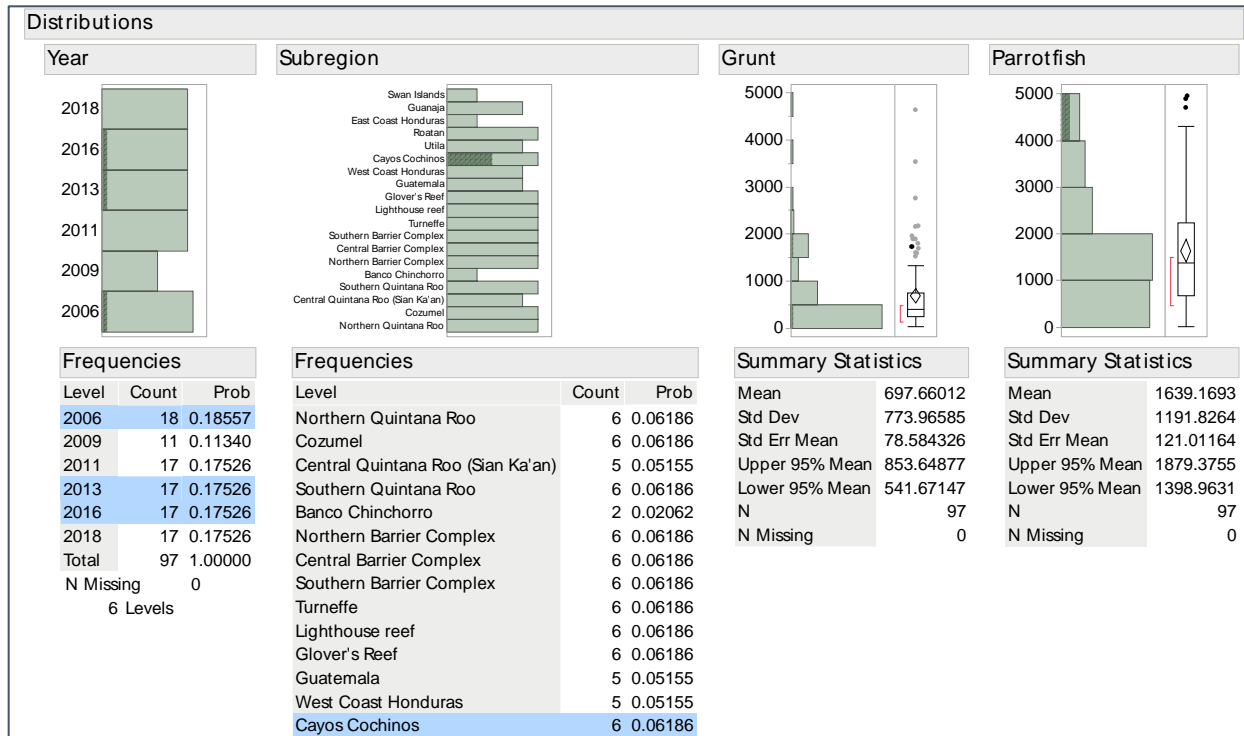 Distributions
Year
2018
2016
2013
2011
2009
2006
Frequencies
Level Count Prob
2006 18 0.18557
2009 11 0.11340
2011 17 0.17526
2013 17 0.17526
2016 17 0.17526
2018 17 0.17526
Total 97 1.00000
N Missing 0
6 Levels
Subregion
Swan Islands
Guanaja
East Coast Honduras
Roatan
Utila
Cayos Cochinos
West Coast Honduras
Guatemala
Glover's Reef
Lighthouse reef
Turneffe
Southern Barrier Complex
Central Barrier Complex
Northern Barrier Complex
Banco Chinchorro
Southern Quintana Roo
Central Quintana Roo (Sian Ka'an)
Cozumel
Northern Quintana Roo
Frequencies
Level Count Prob
Northern Quintana Roo 6 0.06186
Cozumel 6 0.06186
Central Quintana Roo (Sian Ka'an) 5 0.05155
Southern Quintana Roo 6 0.06186
Banco Chinchorro 2 0.02062
Northern Barrier Complex 6 0.06186
Central Barrier Complex 6 0.06186
Southern Barrier Complex 6 0.06186
Turneffe 6 0.06186
Lighthouse reef 6 0.06186
Glover's Reef 6 0.06186
Guatemala 5 0.05155
West Coast Honduras 5 0.05155
Cayos Cochinos 6 0.06186
Grunt
5000
4000
3000
2000
1000
0
Summary Statistics
Mean 697.66012
Std Dev 773.96585
Std Err Mean 78.584326
Upper 95% Mean 853.64877
Lower 95% Mean 541.67147
N 97
N Missing 0
Parrotfish
5000
4000
3000
2000
1000
0
Summary Statistics
Mean 1639.1693
Std Dev 1191.8264
Std Err Mean 121.01164
Upper 95% Mean 1879.3755
Lower 95% Mean 1398.9631
N 97
N Missing 0